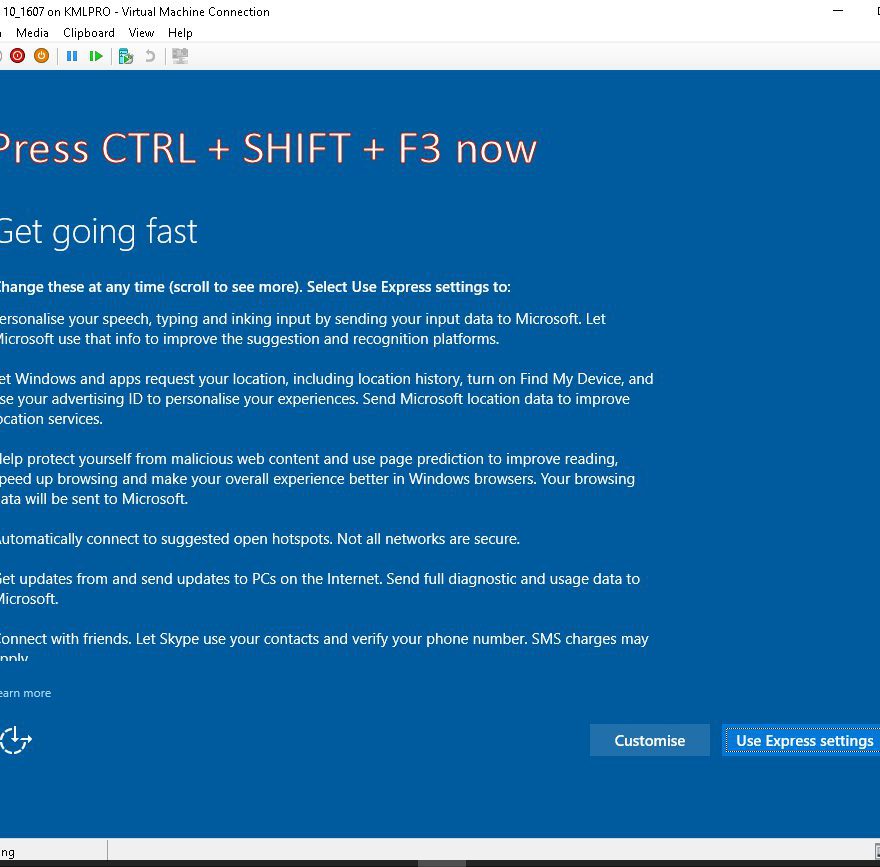 10_1607 on KMLPRO - Virtual Machine Connection
Media Clipboard View Help
Press CTRL + SHIFT + F3 now
Get going fast
hange these at any time (scroll to see more). Select Use Express settings to:
ersonalise your speech, typing and inking input by sending your input data to Microsoft. Let
Microsoft use that info to improve the suggestion and recognition platforms.
et Windows and apps request your location, including location history, turn on Find My Device, and
se your advertising ID to personalise your experiences. Send Microsoft location data to improve
ocation services.
elp protect yourself from malicious web content and use page prediction to improve reading,
peed up browsing and make your overall experience better in Windows browsers. Your browsing
ata will be sent to Microsoft.
utomatically connect to suggested open hotspots. Not all networks are secure.
Get updates from and send updates to PCs on the Internet. Send full diagnostic and usage data to
Microsoft.
onnect with friends. Let Skype use your contacts and verify your phone number. SMS charges may
pply
earn more
Customise Use Express settings
ng